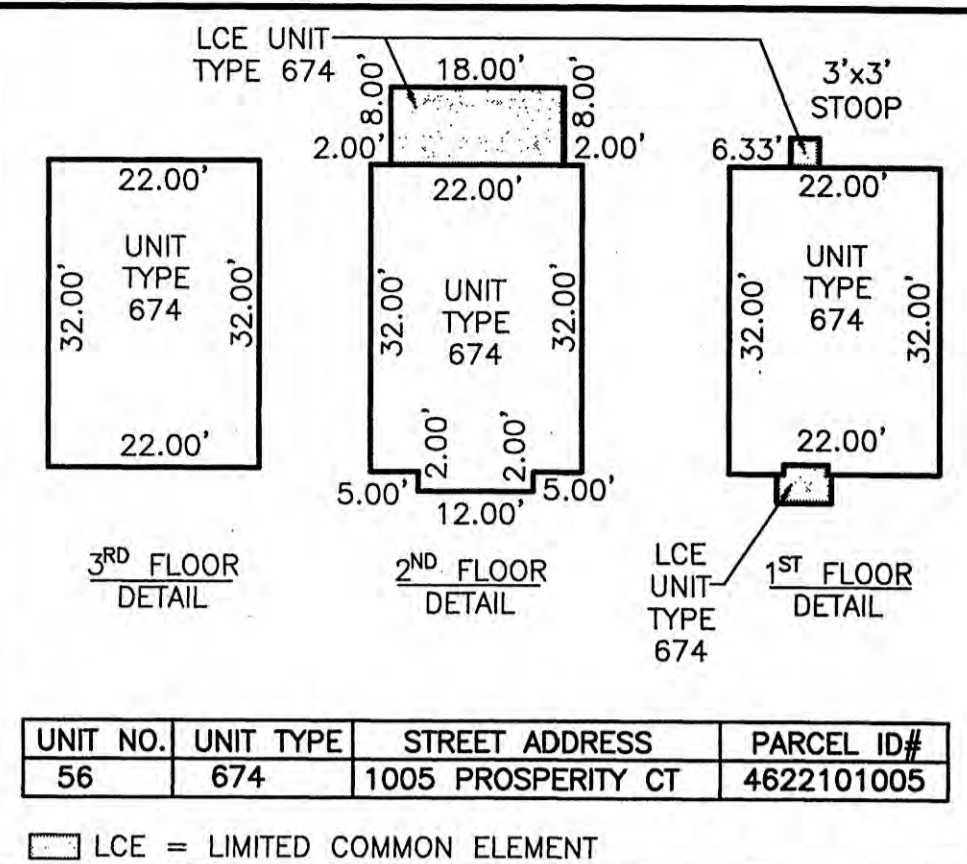 LCE UNIT
TYPE 674
18.00'
8.00'
8.00'
2.00'
2.00'
3'x3'
STOOP
6.33'
22.00'
UNIT
TYPE
674
32.00'
32.00'
22.00'
3RD FLOOR
DETAIL
22.00'
UNIT
TYPE
674
32.00'
32.00'
2.00'
2.00'
5.00'
5.00'
12.00'
2ND FLOOR
DETAIL
22.00'
UNIT
TYPE
674
32.00'
32.00'
22.00'
LCE
UNIT
TYPE
674
1ST FLOOR
DETAIL
UNIT NO. UNIT TYPE STREET ADDRESS PARCEL ID#
56 674 1005 PROSPERITY CT 4622101005
LCE = LIMITED COMMON ELEMENT